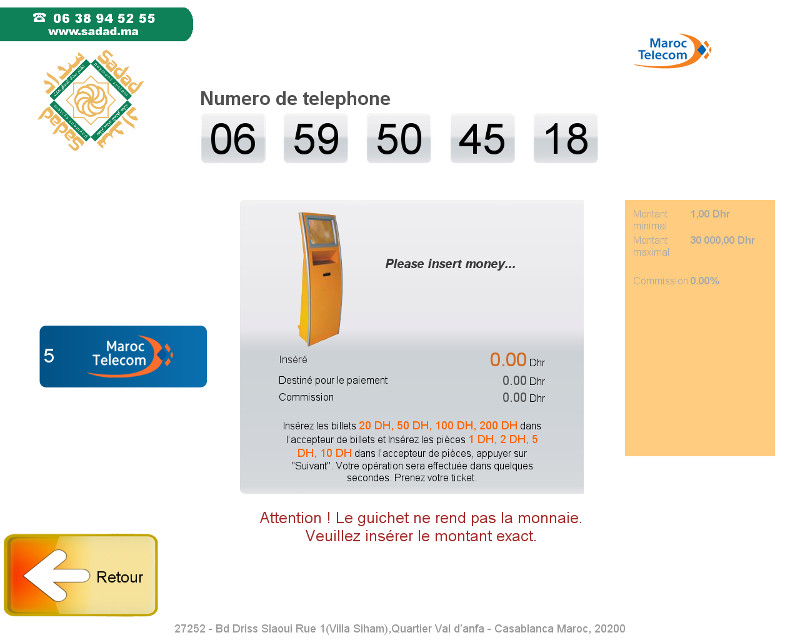 ☎ 06 38 94 52 55
www.sadad.ma
Maroc
Telecom
Sadad
سداد
Sadad
سداد
Numero de telephone
06 59 50 45 18
Please insert money...
Montant minimal 1,00 Dhr
Montant maximal 30 000,00 Dhr
Commission 0.00%
5 Maroc
Telecom
Inséré 0.00 Dhr
Destiné pour le paiement 0.00 Dhr
Commission 0.00 Dhr
Insérez les billets 20 DH, 50 DH, 100 DH, 200 DH dans
l'accepteur de billets et Insérez les pièces 1 DH, 2 DH, 5
DH, 10 DH dans l'accepteur de pièces, appuyer sur
"Suivant". Votre opération sera effectuée dans quelques
secondes. Prenez votre ticket.
Attention ! Le guichet ne rend pas la monnaie.
Veuillez insérer le montant exact.
Retour
27252 - Bd Driss Slaoui Rue 1(Villa Siham),Quartier Val d'anfa - Casablanca Maroc, 20200